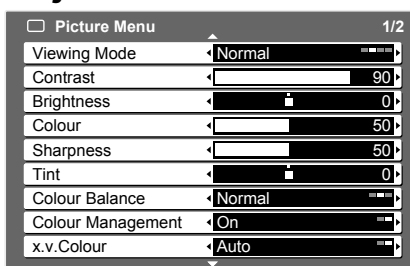 Picture Menu 1/2
Viewing Mode Normal
Contrast 90
Brightness 0
Colour 50
Sharpness 50
Tint 0
Colour Balance Normal
Colour Management On
x.v.Colour Auto